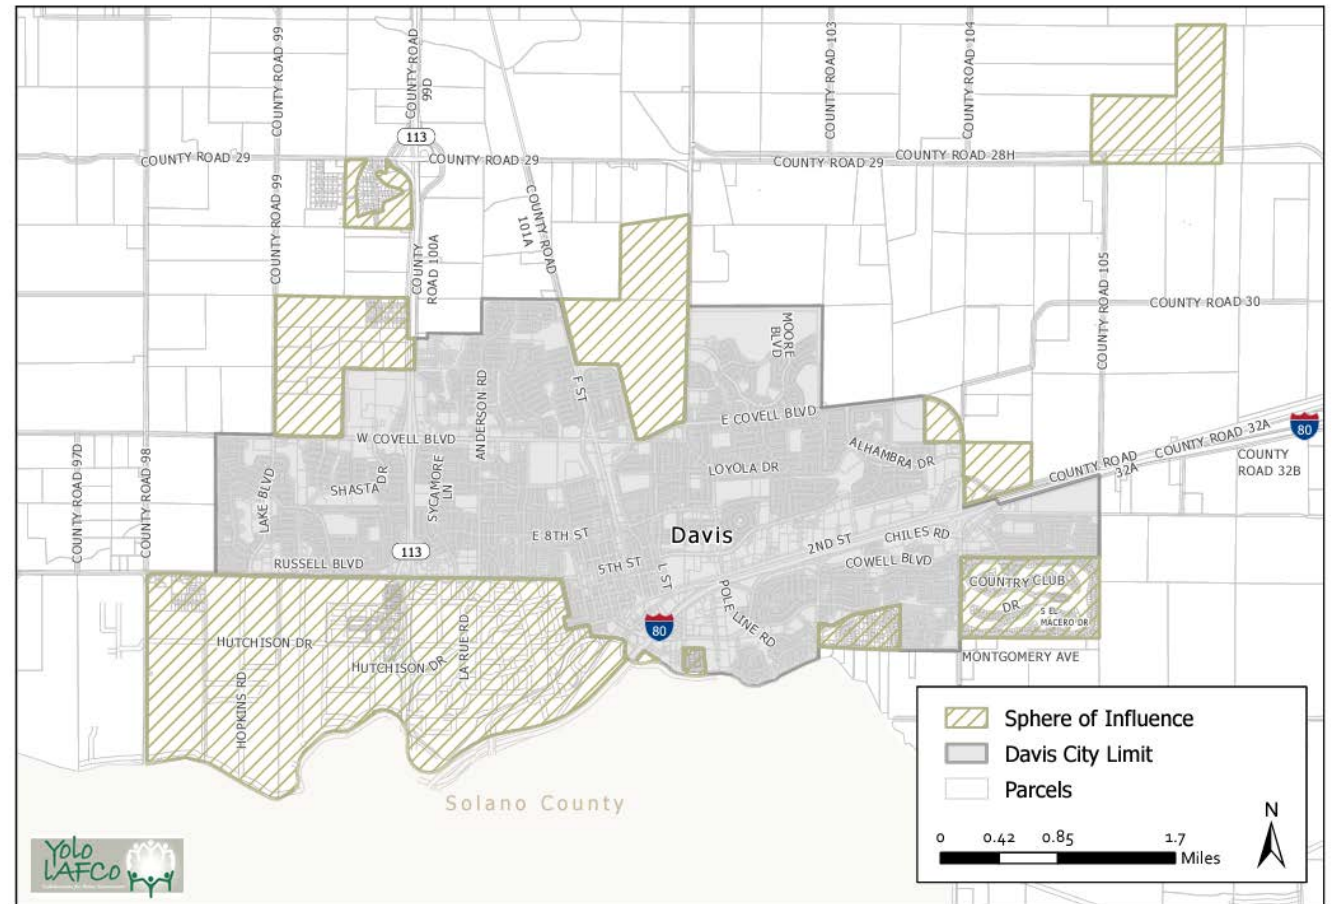 COUNTY ROAD 99
COUNTY ROAD
99D
COUNTY ROAD 103
COUNTY ROAD 104
113
COUNTY ROAD 29
COUNTY ROAD 29
COUNTY ROAD 29
COUNTY ROAD 28H
COUNTY ROAD 99
COUNTY ROAD
101A
COUNTY
ROAD 100A
COUNTY ROAD 105
COUNTY ROAD 30
MOORE
BLVD
ANDERSON RD
F ST
E COVELL BLVD
W COVELL BLVD
ALHAMBRA DR
LOYOLA DR
COUNTY ROAD
32A
COUNTY ROAD 32A
80
COUNTY
ROAD 32B
COUNTY ROAD 97D
COUNTY ROAD 98
LAKE BLVD
SHASTA
DR
SYCAMORE
LN
E 8TH ST
Davis
2ND ST
CHILES RD
COWELL BLVD
113
RUSSELL BLVD
5TH ST
L ST
POLE LINE RD
80
COUNTRY CLUB
DR
S EL
MACERO DR
MONTGOMERY AVE
HUTCHISON DR
HUTCHISON DR
LA RUE RD
HOPKINS RD
Solano County
Sphere of Influence
Davis City Limit
Parcels
0 0.42 0.85 1.7
Miles
N
Yolo
LAFCo